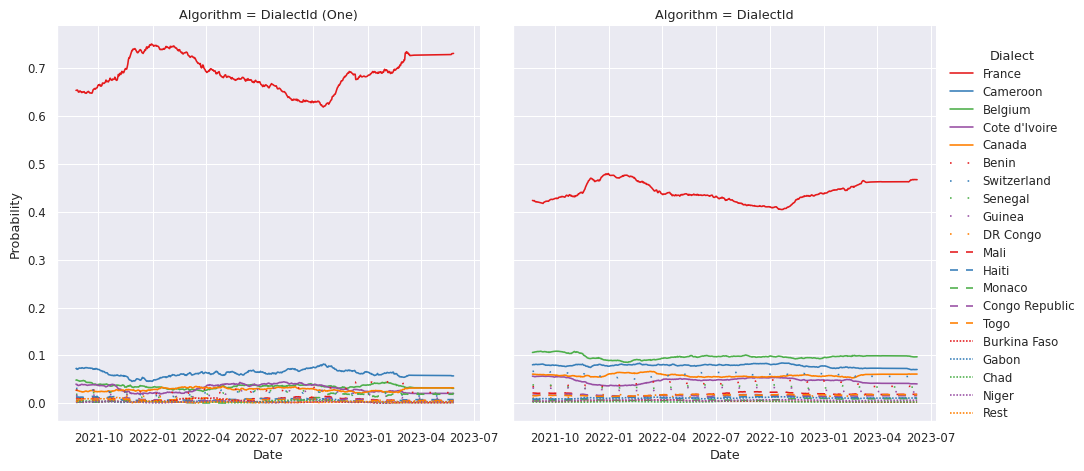 Algorithm = DialectId (One)
Algorithm = DialectId
Probability
0.7
0.6
0.5
0.4
0.3
0.2
0.1
0.0
2021-10 2022-01 2022-04 2022-07 2022-10 2023-01 2023-04 2023-07
Date
2021-10 2022-01 2022-04 2022-07 2022-10 2023-01 2023-04 2023-07
Date
Dialect
France
Cameroon
Belgium
Cote d'Ivoire
Canada
Benin
Switzerland
Senegal
Guinea
DR Congo
Mali
Haiti
Monaco
Congo Republic
Togo
Burkina Faso
Gabon
Chad
Niger
Rest